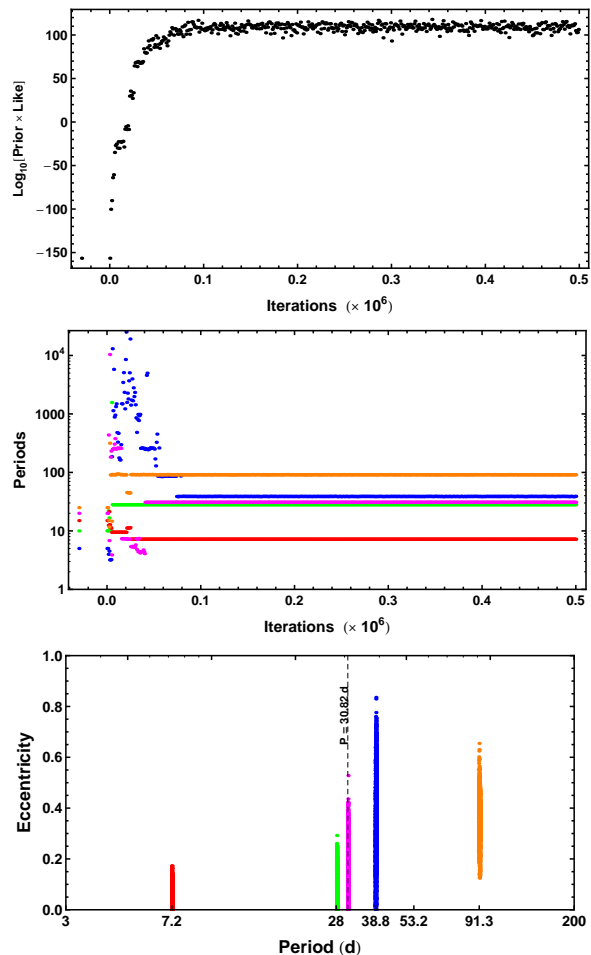 Log10[Prior × Like]
100
50
0
−50
−100
−150
0.0 0.1 0.2 0.3 0.4 0.5
Iterations (× 10^6)
Periods
10^4
1000
100
10
1
0.0 0.1 0.2 0.3 0.4 0.5
Iterations (× 10^6)
Eccentricity
1.0
0.8
0.6
0.4
0.2
0.0
P = 30.82 d
3 7.2 28 38.8 53.2 91.3 200
Period (d)